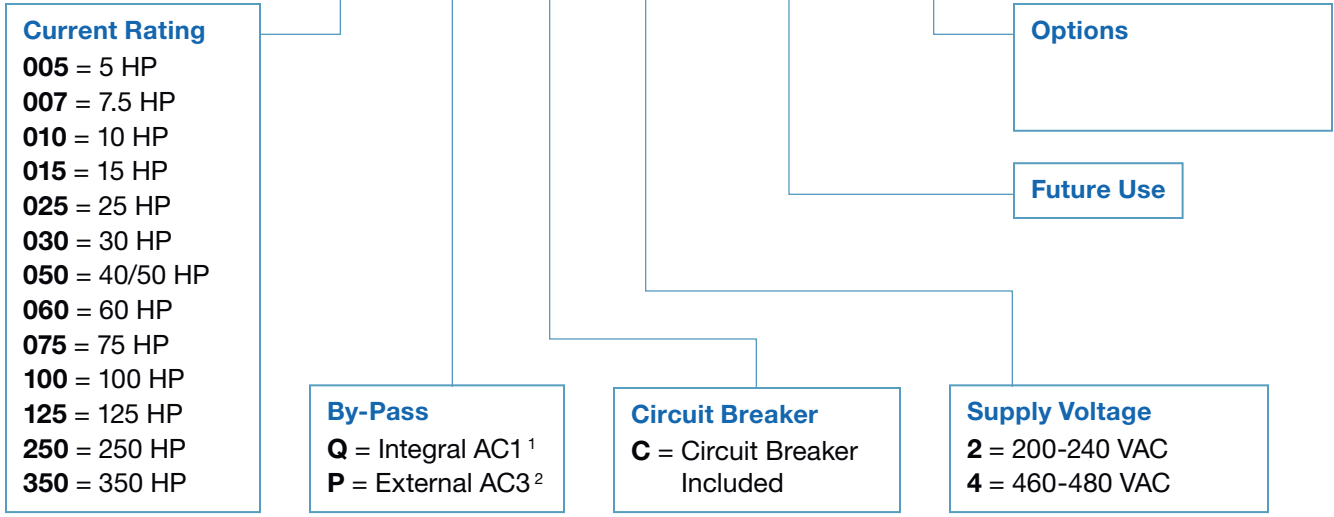 Current Rating
005 = 5 HP
007 = 7.5 HP
010 = 10 HP
015 = 15 HP
025 = 25 HP
030 = 30 HP
050 = 40/50 HP
060 = 60 HP
075 = 75 HP
100 = 100 HP
125 = 125 HP
250 = 250 HP
350 = 350 HP
By-Pass
Q = Integral AC1 ¹
P = External AC3 ²
Circuit Breaker
C = Circuit Breaker
Included
Supply Voltage
2 = 200-240 VAC
4 = 460-480 VAC
Options
Future Use